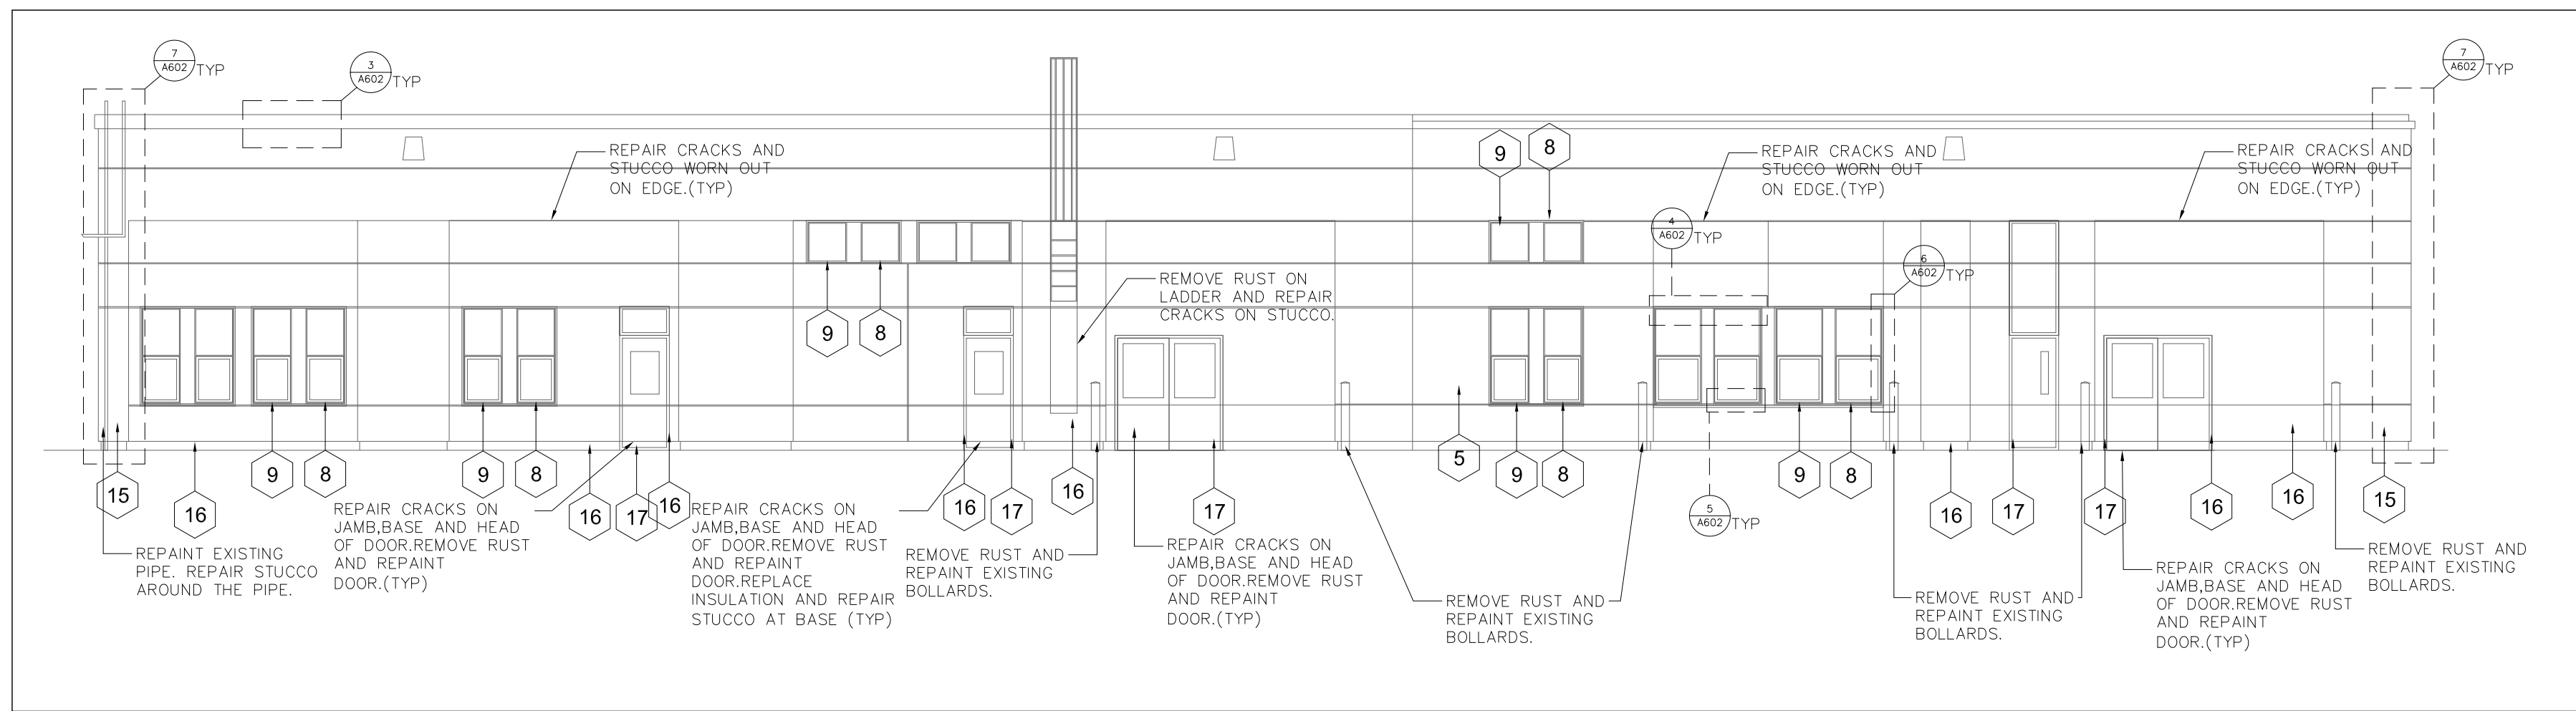 7
A602 TYP
3
A602 TYP
7
A602 TYP
REPAIR CRACKS AND
STUCCO WORN OUT
ON EDGE.(TYP)
9
8
REPAIR CRACKS AND
STUCCO WORN OUT
ON EDGE.(TYP)
REPAIR CRACKS AND
STUCCO WORN OUT
ON EDGE.(TYP)
4
A602 TYP
6
A602 TYP
REMOVE RUST ON
LADDER AND REPAIR
CRACKS ON STUCCO.
9
8
15
16
9
8
9
8
16
17
16
16
17
16
17
5
9
8
9
8
16
17
17
16
16
15
5
A602 TYP
REPAINT EXISTING
PIPE. REPAIR STUCCO
AROUND THE PIPE.
REPAIR CRACKS ON
JAMB,BASE AND HEAD
OF DOOR.REMOVE RUST
AND REPAINT
DOOR.(TYP)
REPAIR CRACKS ON
JAMB,BASE AND HEAD
OF DOOR.REMOVE RUST
AND REPAINT
DOOR.REPLACE
INSULATION AND REPAIR
STUCCO AT BASE (TYP)
REMOVE RUST AND
REPAINT EXISTING
BOLLARDS.
REPAIR CRACKS ON
JAMB,BASE AND HEAD
OF DOOR.REMOVE RUST
AND REPAINT
DOOR.(TYP)
REMOVE RUST AND
REPAINT EXISTING
BOLLARDS.
REMOVE RUST AND
REPAINT EXISTING
BOLLARDS.
REPAIR CRACKS ON
JAMB,BASE AND HEAD
OF DOOR.REMOVE RUST
AND REPAINT
DOOR.(TYP)
REMOVE RUST AND
REPAINT EXISTING
BOLLARDS.